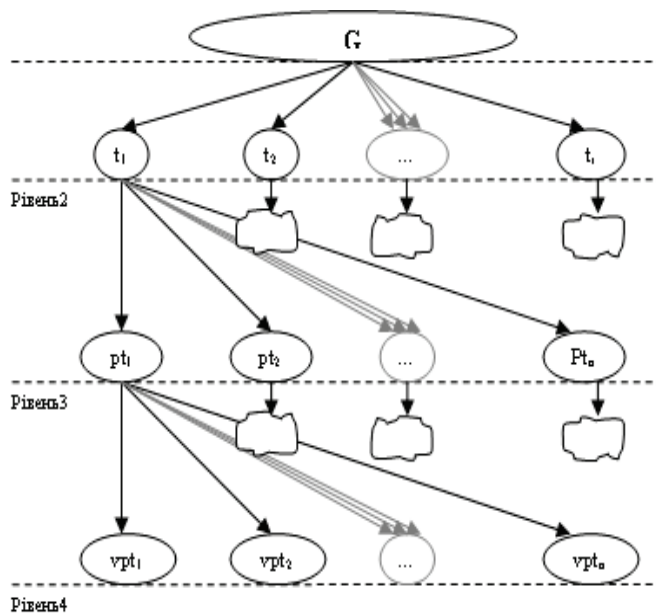 G
t₁ t₂ ... tᵢ
Рівень2
pt₁ pt₂ ... Ptₙ
Рівень3
vpt₁ vpt₂ ... vptₙ
Рівень4